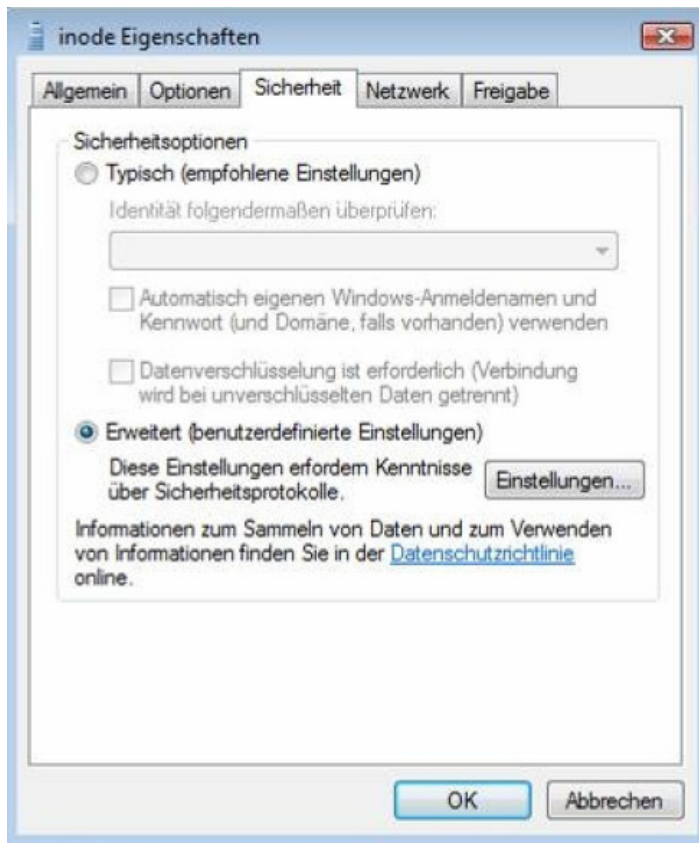 inode Eigenschaften
Allgemein Optionen Sicherheit Netzwerk Freigabe
Sicherheitsoptionen
Typisch (empfohlene Einstellungen)
Identität folgendermaßen überprüfen:
Automatisch eigenen Windows-Anmeldenamen und
Kennwort (und Domäne, falls vorhanden) verwenden
Datenverschlüsselung ist erforderlich (Verbindung
wird bei unverschlüsselten Daten getrennt)
Erweitert (benutzerdefinierte Einstellungen)
Diese Einstellungen erfordern Kenntnisse
über Sicherheitsprotokolle.
Einstellungen...
Informationen zum Sammeln von Daten und zum Verwenden
von Informationen finden Sie in der Datenschutzrichtlinie
online.
OK Abbrechen